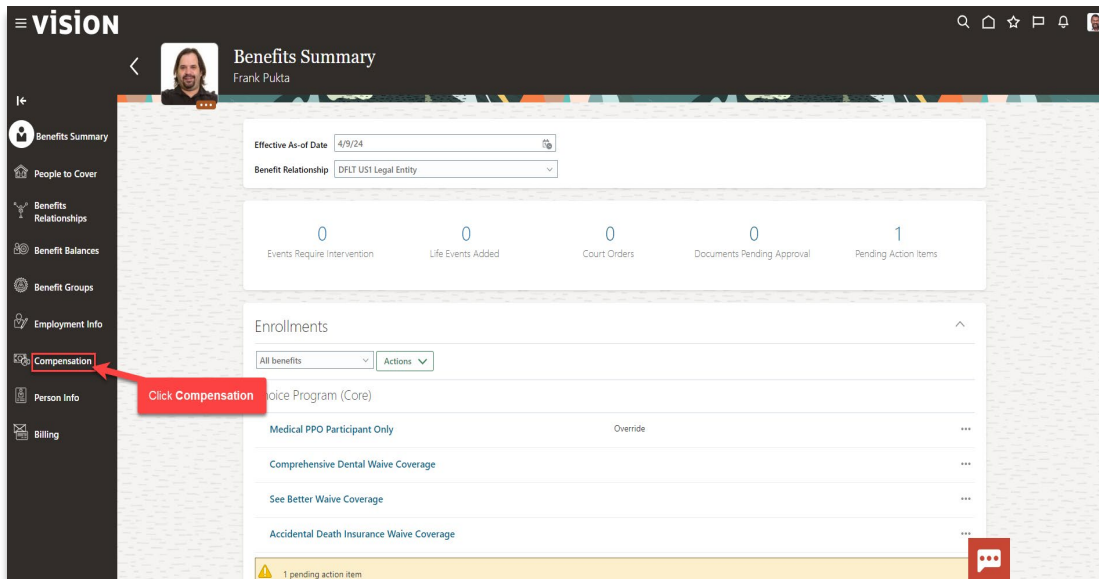 vision
Benefits Summary
Frank Pukta
Benefits Summary
People to Cover
Benefits
Relationships
Benefit Balances
Benefit Groups
Employment Info
Compensation
Person Info
Billing
Click Compensation
Effective As-of Date 4/9/24
Benefit Relationship DFLT US1 Legal Entity
0 0 0 0 1
Events Require Intervention Life Events Added Court Orders Documents Pending Approval Pending Action Items
Enrollments
All benefits Actions
oice Program (Core)
Medical PPO Participant Only Override
Comprehensive Dental Waive Coverage
See Better Waive Coverage
Accidental Death Insurance Waive Coverage
1 pending action item